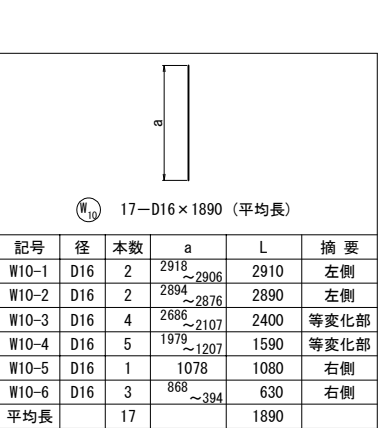 a
W10 17－D16×1890（平均長）
記号 径 本数 a L 摘 要
W10-1 D16 2 2918～2906 2910 左側
W10-2 D16 2 2894～2876 2890 左側
W10-3 D16 4 2686～2107 2400 等変化部
W10-4 D16 5 1979～1207 1590 等変化部
W10-5 D16 1 1078 1080 右側
W10-6 D16 3 868～394 630 右側
平均長 17 1890